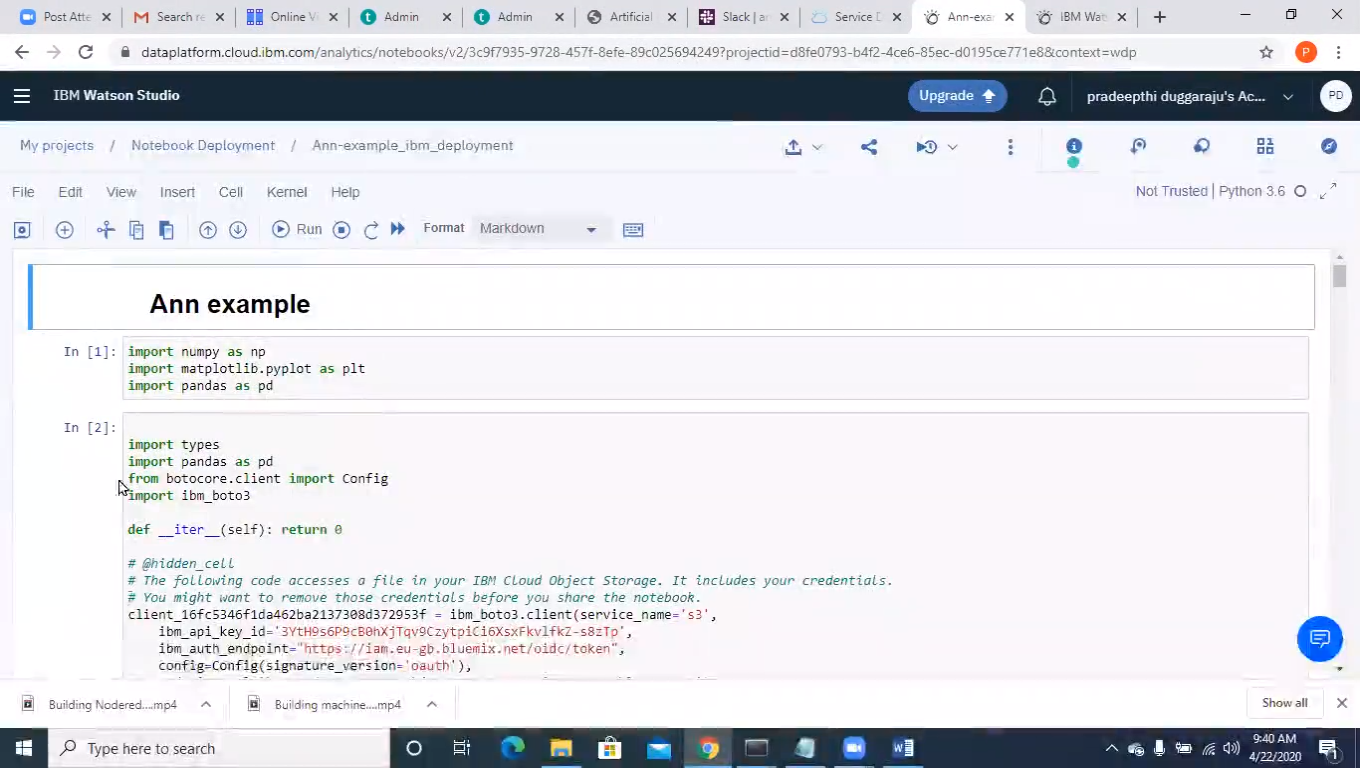 Post Atte
Search re
Online Vi
Admin
Admin
Artificial
Slack | an
Service D
Ann-exa
IBM Wat
dataplatform.cloud.ibm.com/analytics/notebooks/v2/3c9f7935-9728-457f-8efe-89c025694249?projectid=d8fe0793-b4f2-4ce6-85ec-d0195ce771e8&context=wdp
P
IBM Watson Studio
Upgrade
pradeepthi duggaraju's Ac...
PD
My projects / Notebook Deployment / Ann-example_ibm_deployment
File Edit View Insert Cell Kernel Help
Not Trusted | Python 3.6
Run Format Markdown
Ann example
In [1]: import numpy as np
import matplotlib.pyplot as plt
import pandas as pd
In [2]:
import types
import pandas as pd
from botocore.client import Config
import ibm_boto3
def __iter__(self): return 0
# @hidden_cell
# The following code accesses a file in your IBM Cloud Object Storage. It includes your credentials.
# You might want to remove those credentials before you share the notebook.
client_16fc5346f1da462ba2137308d372953f = ibm_boto3.client(service_name='s3',
ibm_api_key_id='3YtH9s6P9cB0hXjTqv9CzytpiCi6XsxFkvlfkZ-s8zTp',
ibm_auth_endpoint="https://iam.eu-gb.bluemix.net/oidc/token",
config=Config(signature_version='oauth'),
Building Nodered....mp4
Building machine....mp4
Show all
Type here to search
9:40 AM
4/22/2020